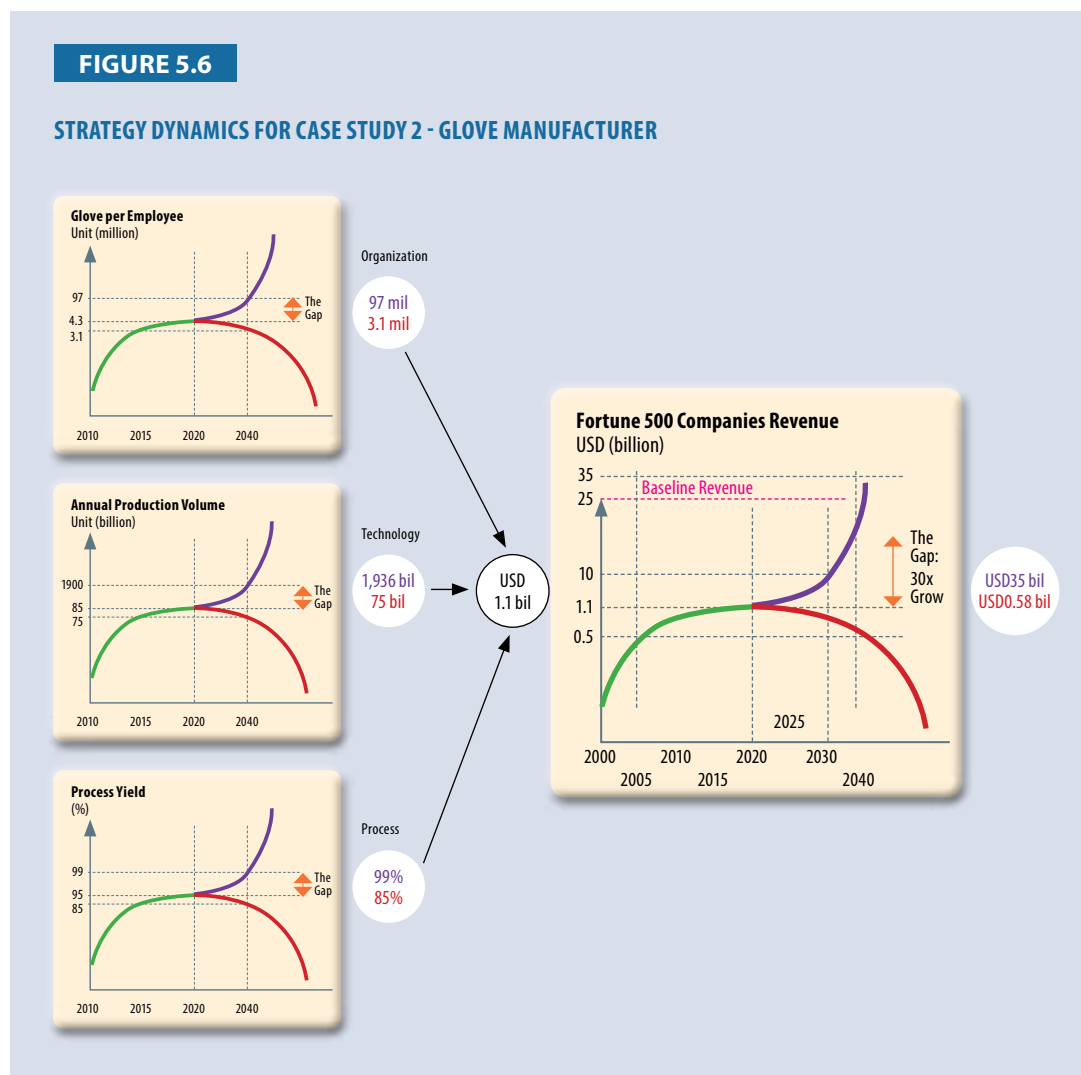 FIGURE 5.6
STRATEGY DYNAMICS FOR CASE STUDY 2 - GLOVE MANUFACTURER
Glove per Employee
Unit (million)
97
4.3
3.1
The
Gap
2010 2015 2020 2040
Organization
97 mil
3.1 mil
Annual Production Volume
Unit (billion)
1900
85
75
The
Gap
2010 2015 2020 2040
Technology
1,936 bil
75 bil
Process Yield
(%)
99
95
85
The
Gap
2010 2015 2020 2040
Process
99%
85%
USD
1.1 bil
Fortune 500 Companies Revenue
USD (billion)
35
Baseline Revenue
25
10
1.1
0.5
The
Gap:
30x
Grow
2025
2000 2010 2020 2030
2005 2015 2040
USD35 bil
USD0.58 bil